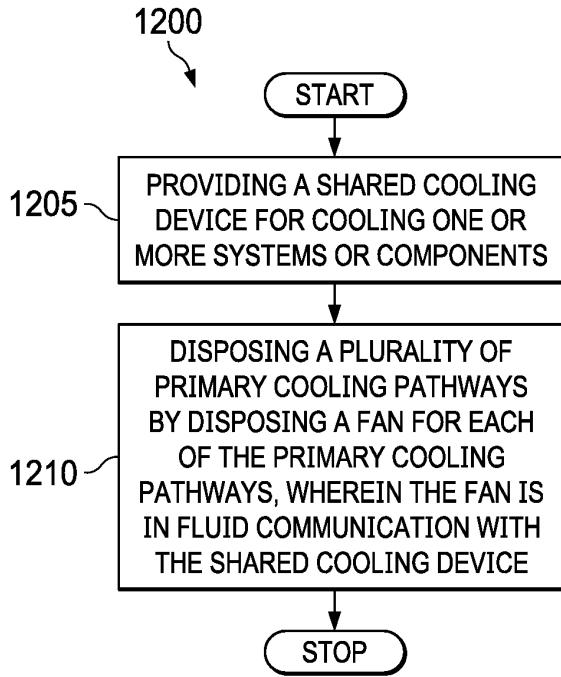 1200
START
1205
PROVIDING A SHARED COOLING
DEVICE FOR COOLING ONE OR
MORE SYSTEMS OR COMPONENTS
1210
DISPOSING A PLURALITY OF
PRIMARY COOLING PATHWAYS
BY DISPOSING A FAN FOR EACH
OF THE PRIMARY COOLING
PATHWAYS, WHEREIN THE FAN IS
IN FLUID COMMUNICATION WITH
THE SHARED COOLING DEVICE
STOP